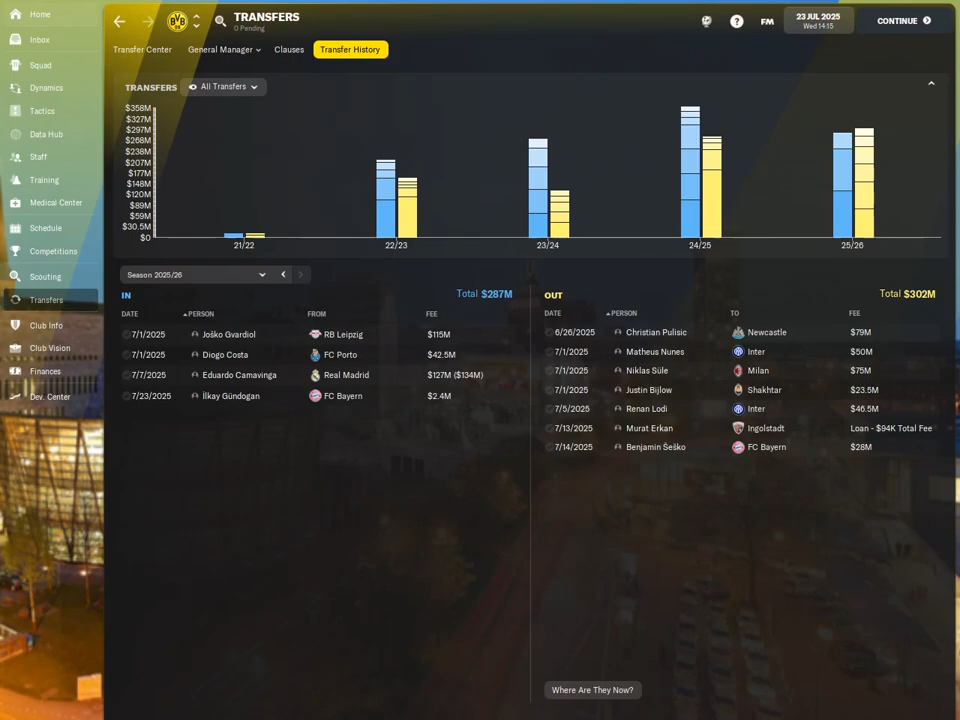 Home
Inbox
Squad
Dynamics
Tactics
Data Hub
Staff
Training
Medical Center
Schedule
Competitions
Scouting
Transfers
Club Info
Club Vision
Finances
Dev. Center
BVB 09
TRANSFERS
0 Pending
? FM
23 JUL 2025
Wed 14:15
CONTINUE
Transfer Center General Manager Clauses Transfer History
TRANSFERS All Transfers
$358M
$327M
$297M
$268M
$238M
$207M
$177M
$148M
$120M
$89M
$59M
$30.5M
$0
21/22 22/23 23/24 24/25 25/26
Season 2025/26
IN Total $287M
DATE PERSON FROM FEE
7/1/2025 Joško Gvardiol RB Leipzig $115M
7/1/2025 Diogo Costa FC Porto $42.5M
7/7/2025 Eduardo Camavinga Real Madrid $127M ($134M)
7/23/2025 İlkay Gündogan FC Bayern $2.4M
OUT Total $302M
DATE PERSON TO FEE
6/26/2025 Christian Pulisic Newcastle $79M
7/1/2025 Matheus Nunes Inter $50M
7/1/2025 Niklas Süle Milan $75M
7/1/2025 Justin Bijlow Shakhtar $23.5M
7/5/2025 Renan Lodi Inter $46.5M
7/13/2025 Murat Erkan Ingolstadt Loan - $94K Total Fee
7/14/2025 Benjamin Šeško FC Bayern $28M
Where Are They Now?